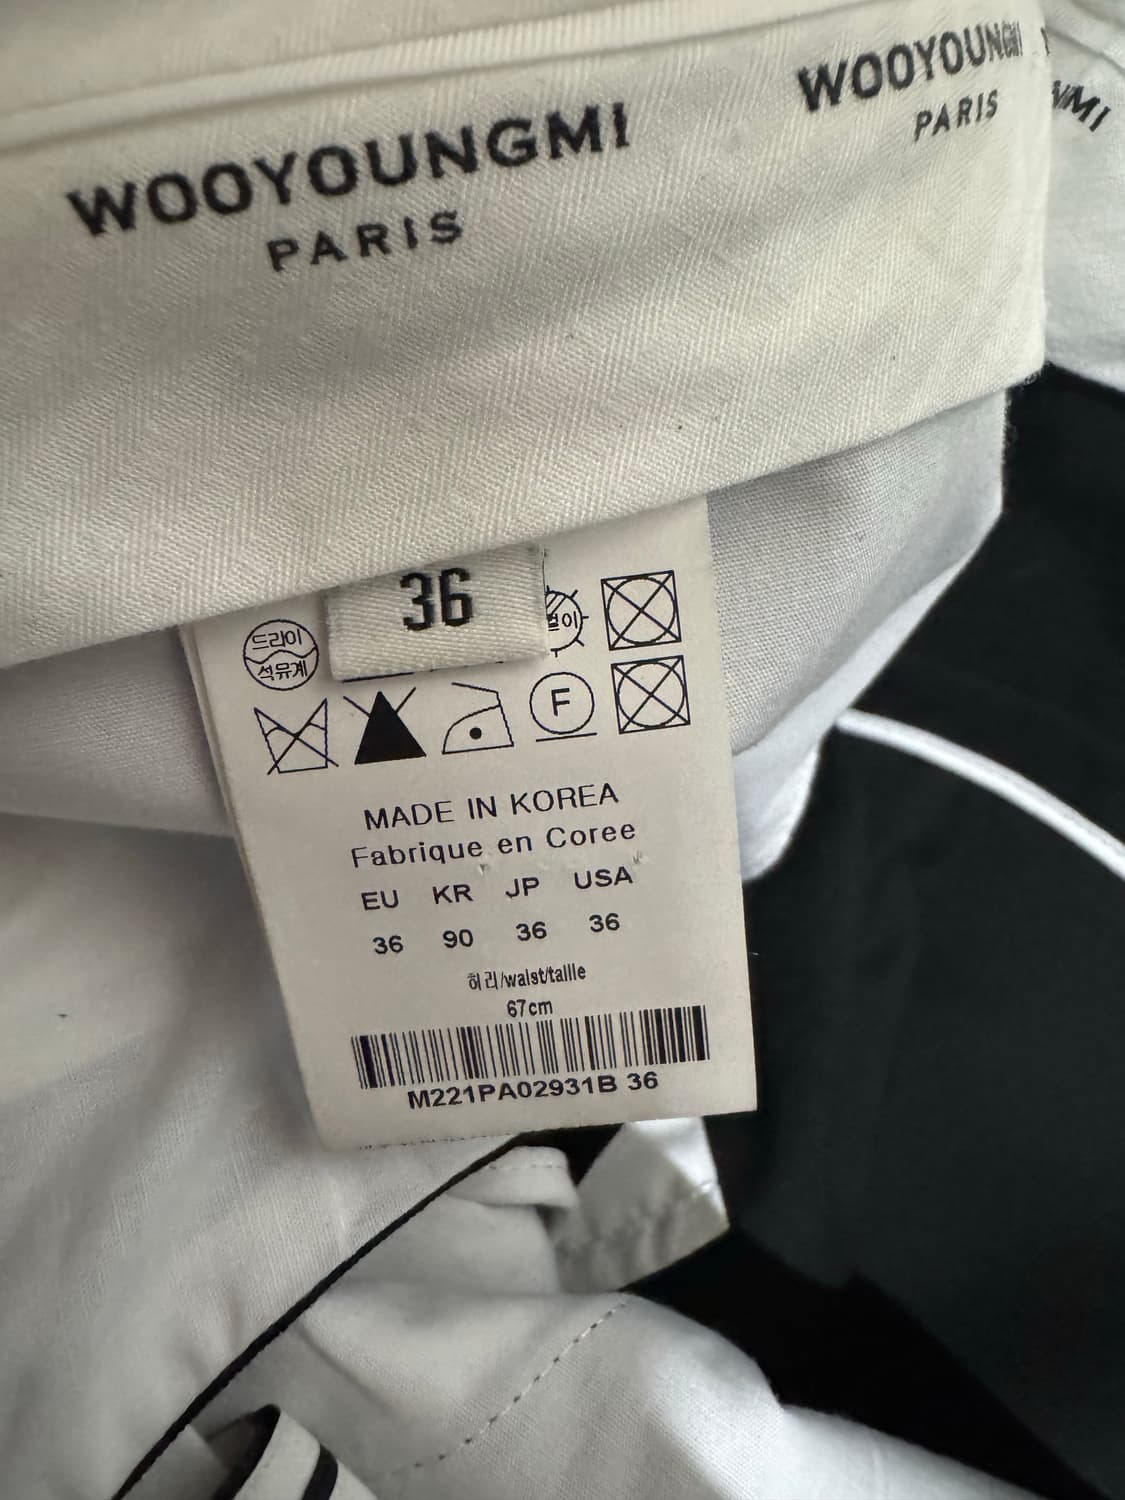 WOOYOUNGMI
PARIS
WOOYOUNGMI
PARIS
36
드라이
석유계
F
MADE IN KOREA
Fabrique en Coree
EU KR JP USA
36 90 36 36
허리/waist/taille
67cm
M221PA02931B 36